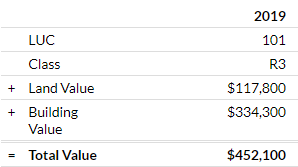 2019
LUC 101
Class R3
+ Land Value $117,800
+ Building $334,300
Value
= Total Value $452,100